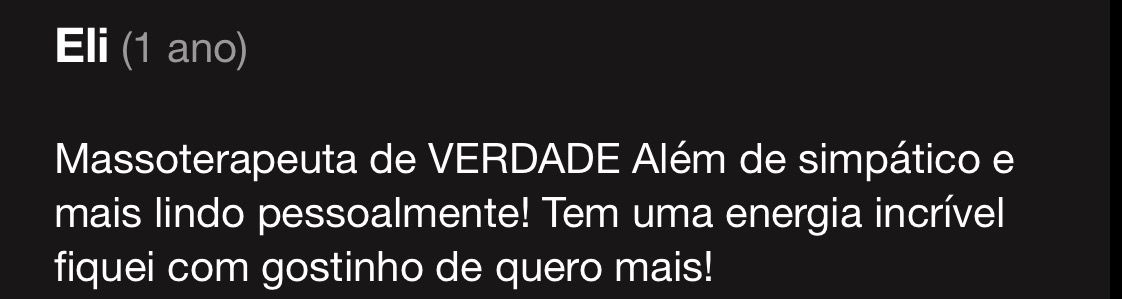 Eli (1 ano)
Massoterapeuta de VERDADE Além de simpático e
mais lindo pessoalmente! Tem uma energia incrível
fiquei com gostinho de quero mais!